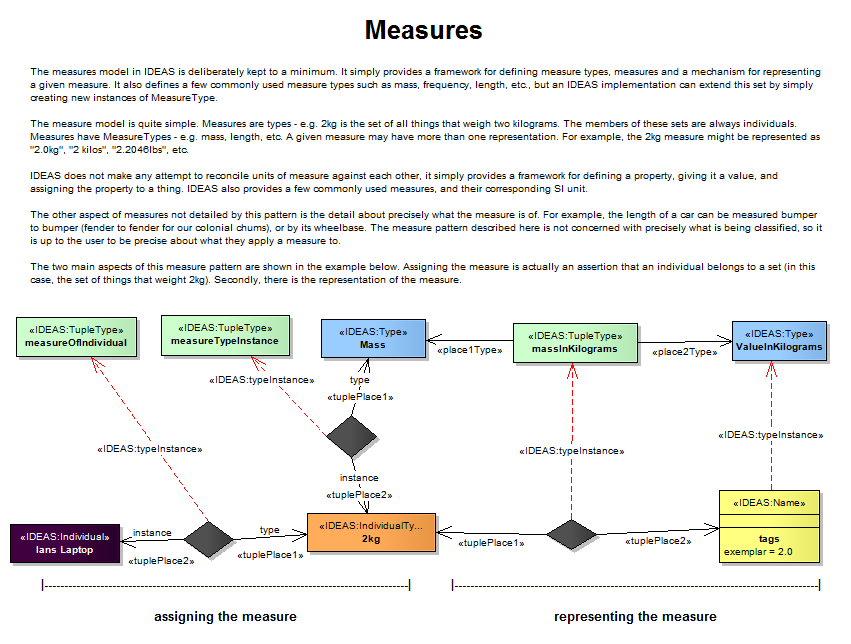 Measures
The measures model in IDEAS is deliberately kept to a minimum. It simply provides a framework for defining measure types, measures and a mechanism for representing
a given measure. It also defines a few commonly used measure types such as mass, frequency, length, etc., but an IDEAS implementation can extend this set by simply
creating new instances of MeasureType.
The measure model is quite simple. Measures are types - e.g. 2kg is the set of all things that weigh two kilograms. The members of these sets are always individuals.
Measures have MeasureTypes - e.g. mass, length, etc. A given measure may have more than one representation. For example, the 2kg measure might be represented as
"2.0kg", "2 kilos", "2.2046lbs", etc.
IDEAS does not make any attempt to reconcile units of measure against each other, it simply provides a framework for defining a property, giving it a value, and
assigning the property to a thing. IDEAS also provides a few commonly used measures, and their corresponding SI unit.
The other aspect of measures not detailed by this pattern is the detail about precisely what the measure is of. For example, the length of a car can be measured bumper
to bumper (fender to fender for our colonial chums), or by its wheelbase. The measure pattern described here is not concerned with precisely what is being classified, so it
is up to the user to be precise about what they apply a measure to.
The two main aspects of this measure pattern are shown in the example below. Assigning the measure is actually an assertion that an individual belongs to a set (in this
case, the set of things that weight 2kg). Secondly, there is the representation of the measure.
«IDEAS:TupleType»
measureOfIndividual
«IDEAS:TupleType»
measureTypeInstance
«IDEAS:Type»
Mass
«place1Type»
«IDEAS:TupleType»
massInKilograms
«place2Type»
«IDEAS:Type»
ValueInKilograms
«IDEAS:typeInstance»
type
«tuplePlace1»
«IDEAS:typeInstance»
«IDEAS:typeInstance»
«IDEAS:typeInstance»
instance
«tuplePlace2»
«IDEAS:Individual»
Ians Laptop
instance
«tuplePlace2»
type
«tuplePlace1»
«IDEAS:IndividualTy...
2kg
«tuplePlace1»
«tuplePlace2»
«IDEAS:Name»
tags
exemplar = 2.0
assigning the measure
representing the measure